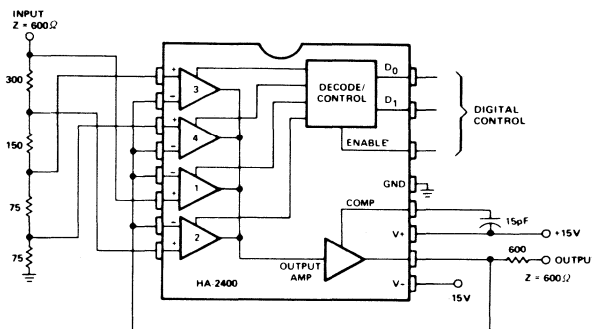 INPUT
Z = 600Ω
300
150
75
75
+
−
3
+
−
4
−
+
1
−
+
2
DECODE/
CONTROL
D0
D1
ENABLE
DIGITAL
CONTROL
GND
COMP
15pF
V+
+15V
600
OUTPU
Z = 600Ω
OUTPUT
AMP
V-
15V
HA-2400